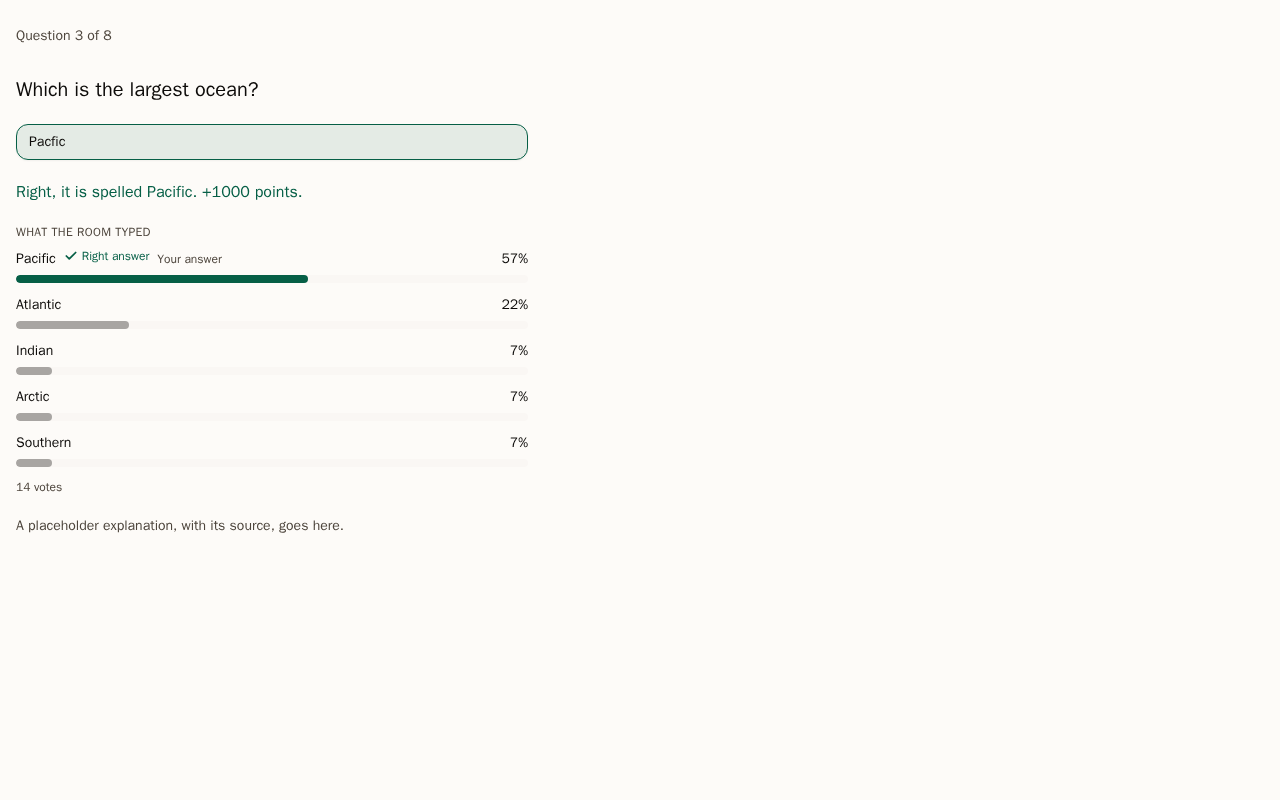 Question 3 of 8
Which is the largest ocean?
Pacfic
Right, it is spelled Pacific. +1000 points.
WHAT THE ROOM TYPED
Pacific Right answer Your answer 57%
Atlantic 22%
Indian 7%
Arctic 7%
Southern 7%
14 votes
A placeholder explanation, with its source, goes here.